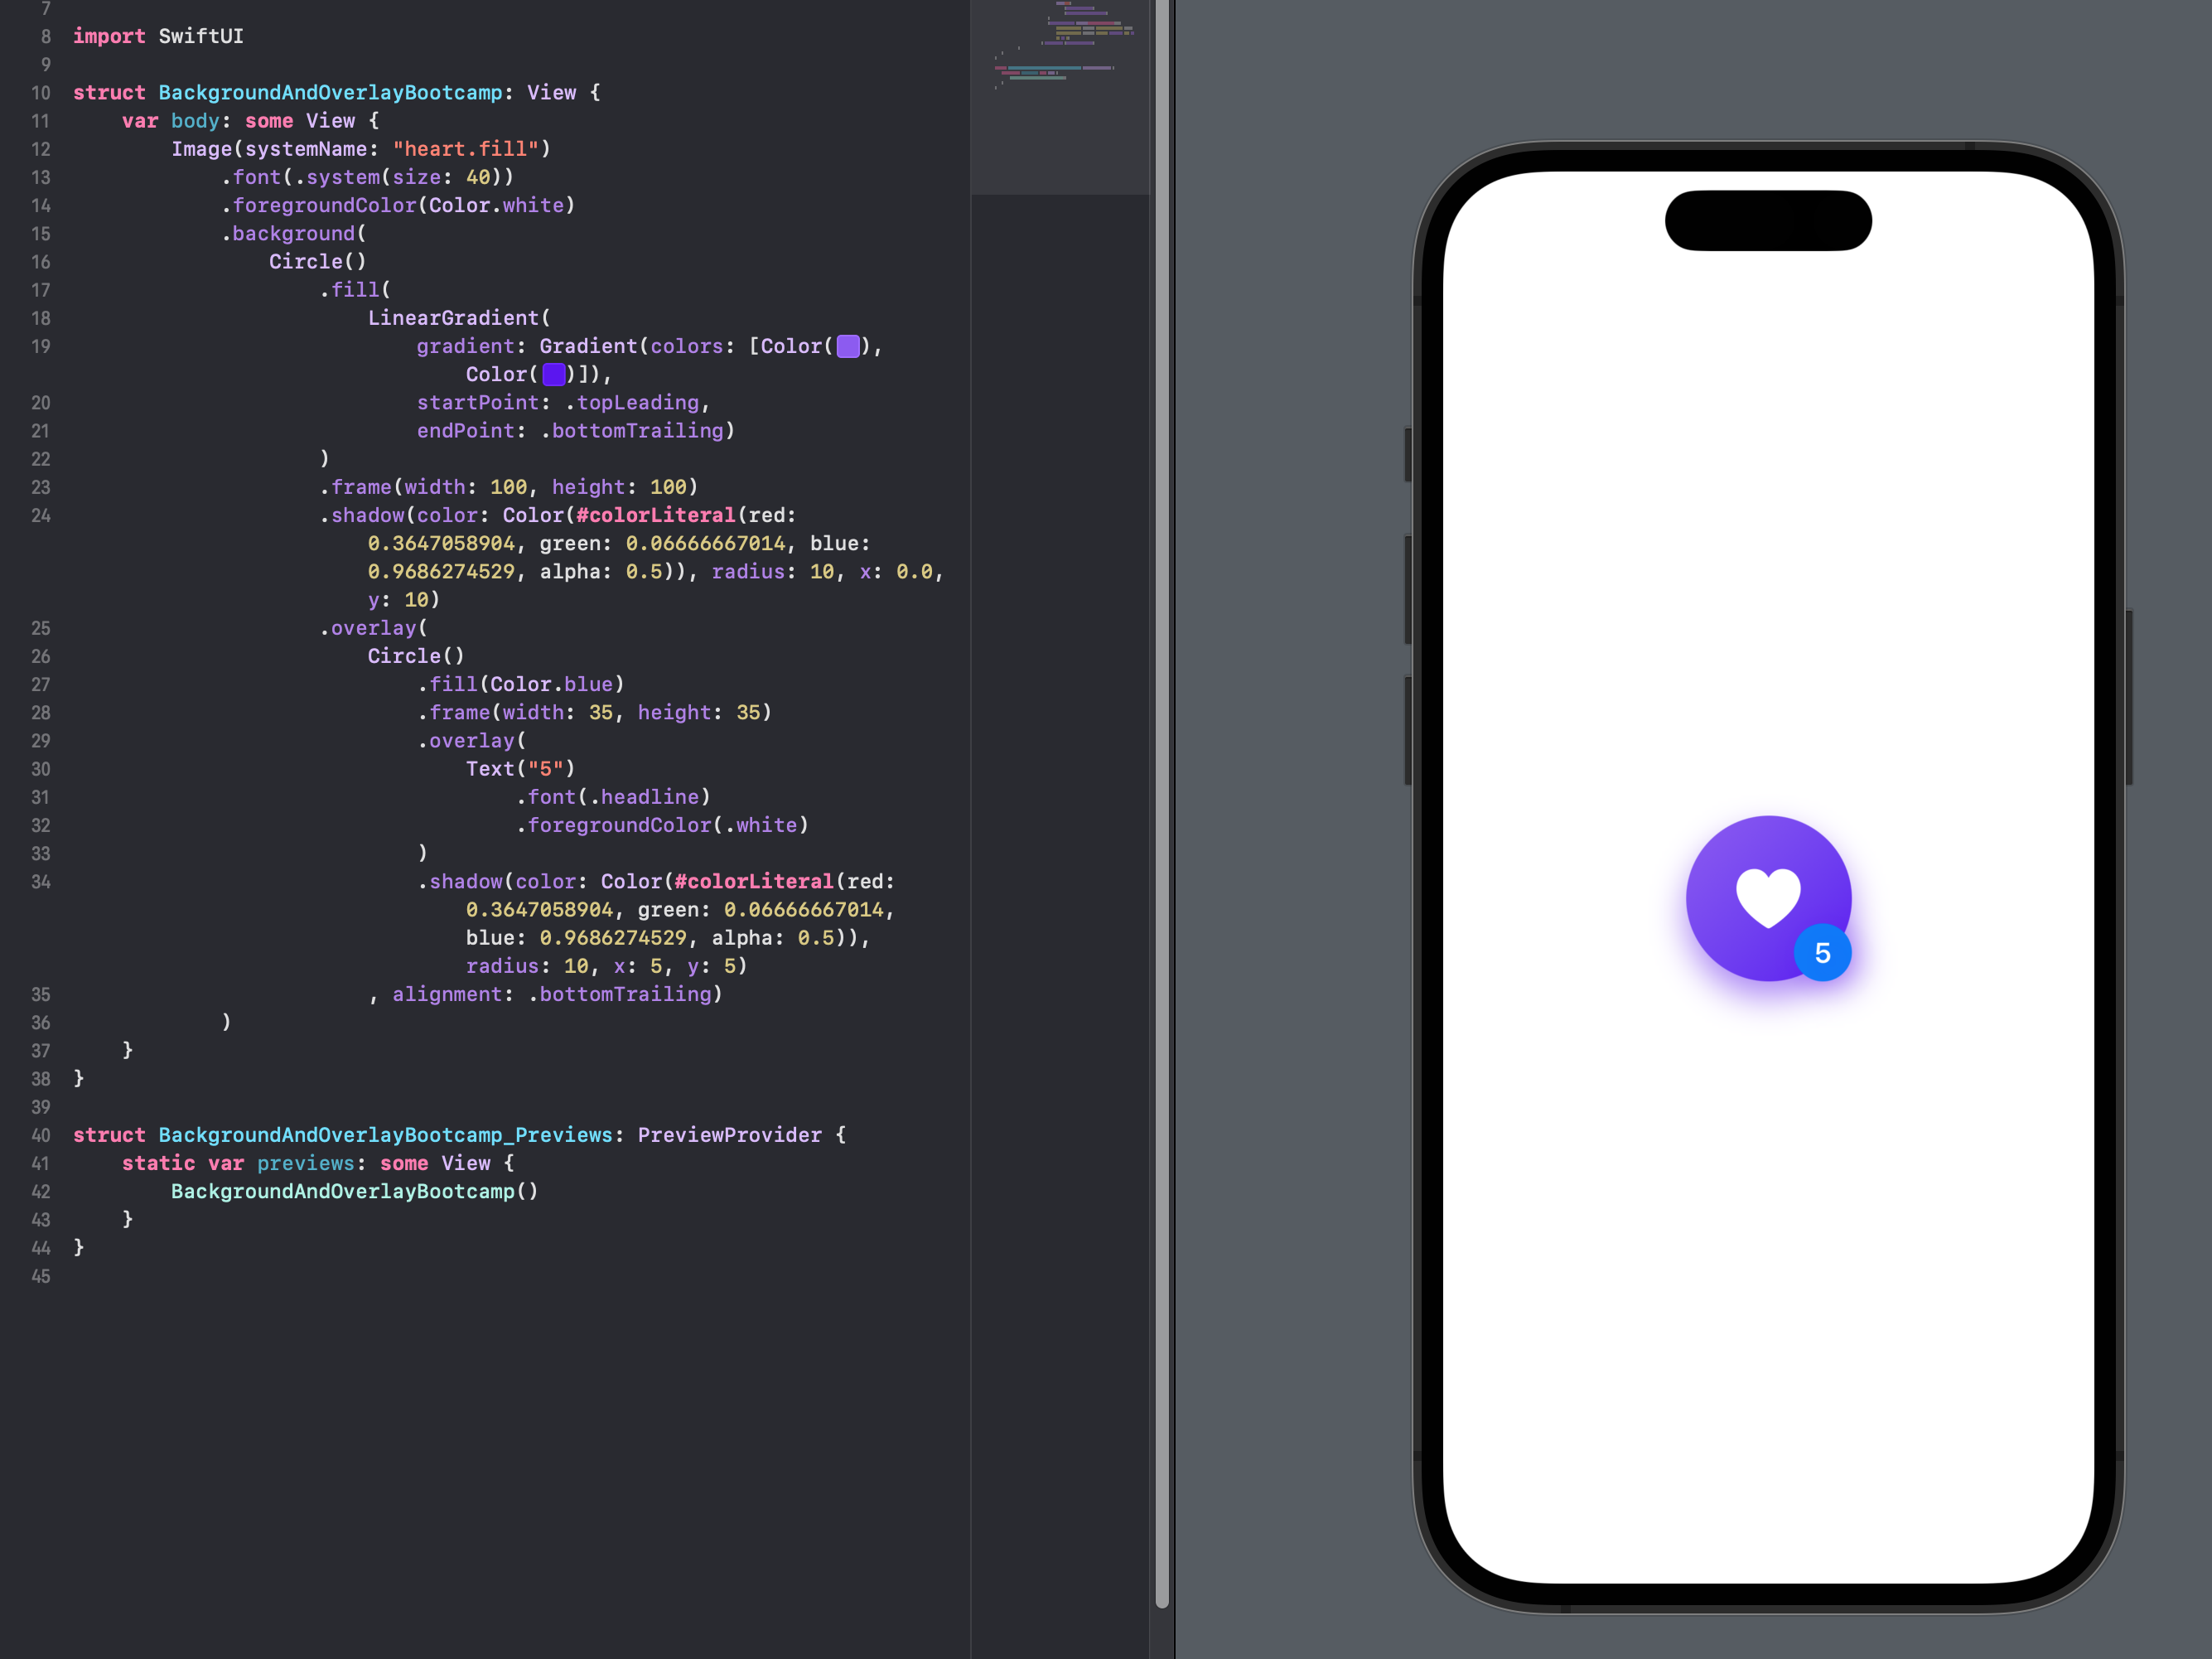 7
8 import SwiftUI
9
10 struct BackgroundAndOverlayBootcamp: View {
11     var body: some View {
12         Image(systemName: "heart.fill")
13             .font(.system(size: 40))
14             .foregroundColor(Color.white)
15             .background(
16                 Circle()
17                     .fill(
18                         LinearGradient(
19                             gradient: Gradient(colors: [Color(),
                                Color()]),
20                             startPoint: .topLeading,
21                             endPoint: .bottomTrailing)
22                     )
23                     .frame(width: 100, height: 100)
24                     .shadow(color: Color(#colorLiteral(red:
                        0.3647058904, green: 0.06666667014, blue:
                        0.9686274529, alpha: 0.5)), radius: 10, x: 0.0,
                        y: 10)
25                     .overlay(
26                         Circle()
27                             .fill(Color.blue)
28                             .frame(width: 35, height: 35)
29                             .overlay(
30                                 Text("5")
31                                     .font(.headline)
32                                     .foregroundColor(.white)
33                             )
34                             .shadow(color: Color(#colorLiteral(red:
                                0.3647058904, green: 0.06666667014,
                                blue: 0.9686274529, alpha: 0.5)),
                                radius: 10, x: 5, y: 5)
35                         , alignment: .bottomTrailing)
36             )
37     }
38 }
39
40 struct BackgroundAndOverlayBootcamp_Previews: PreviewProvider {
41     static var previews: some View {
42         BackgroundAndOverlayBootcamp()
43     }
44 }
45
5